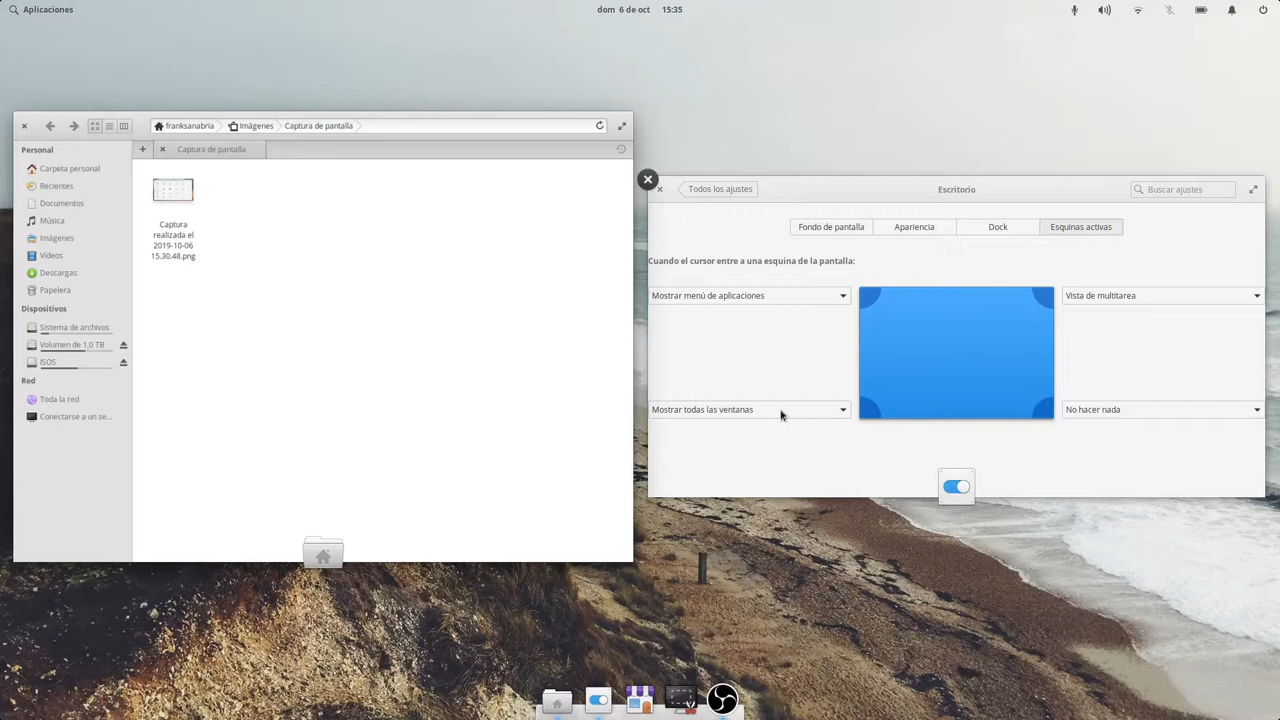 Aplicaciones
dom 6 de oct 15:35
franksanabria Imágenes Captura de pantalla
Captura de pantalla
Personal
Carpeta personal
Recientes
Documentos
Música
Imágenes
Vídeos
Descargas
Papelera
Dispositivos
Sistema de archivos
Volumen de 1,0 TB
ISOS
Red
Toda la red
Conectarse a un se...
Captura
realizada el
2019-10-06
15.30.48.png
Todos los ajustes
Escritorio
Buscar ajustes
Fondo de pantalla
Apariencia
Dock
Esquinas activas
Cuando el cursor entre a una esquina de la pantalla:
Mostrar menú de aplicaciones
Vista de multitarea
Mostrar todas las ventanas
No hacer nada